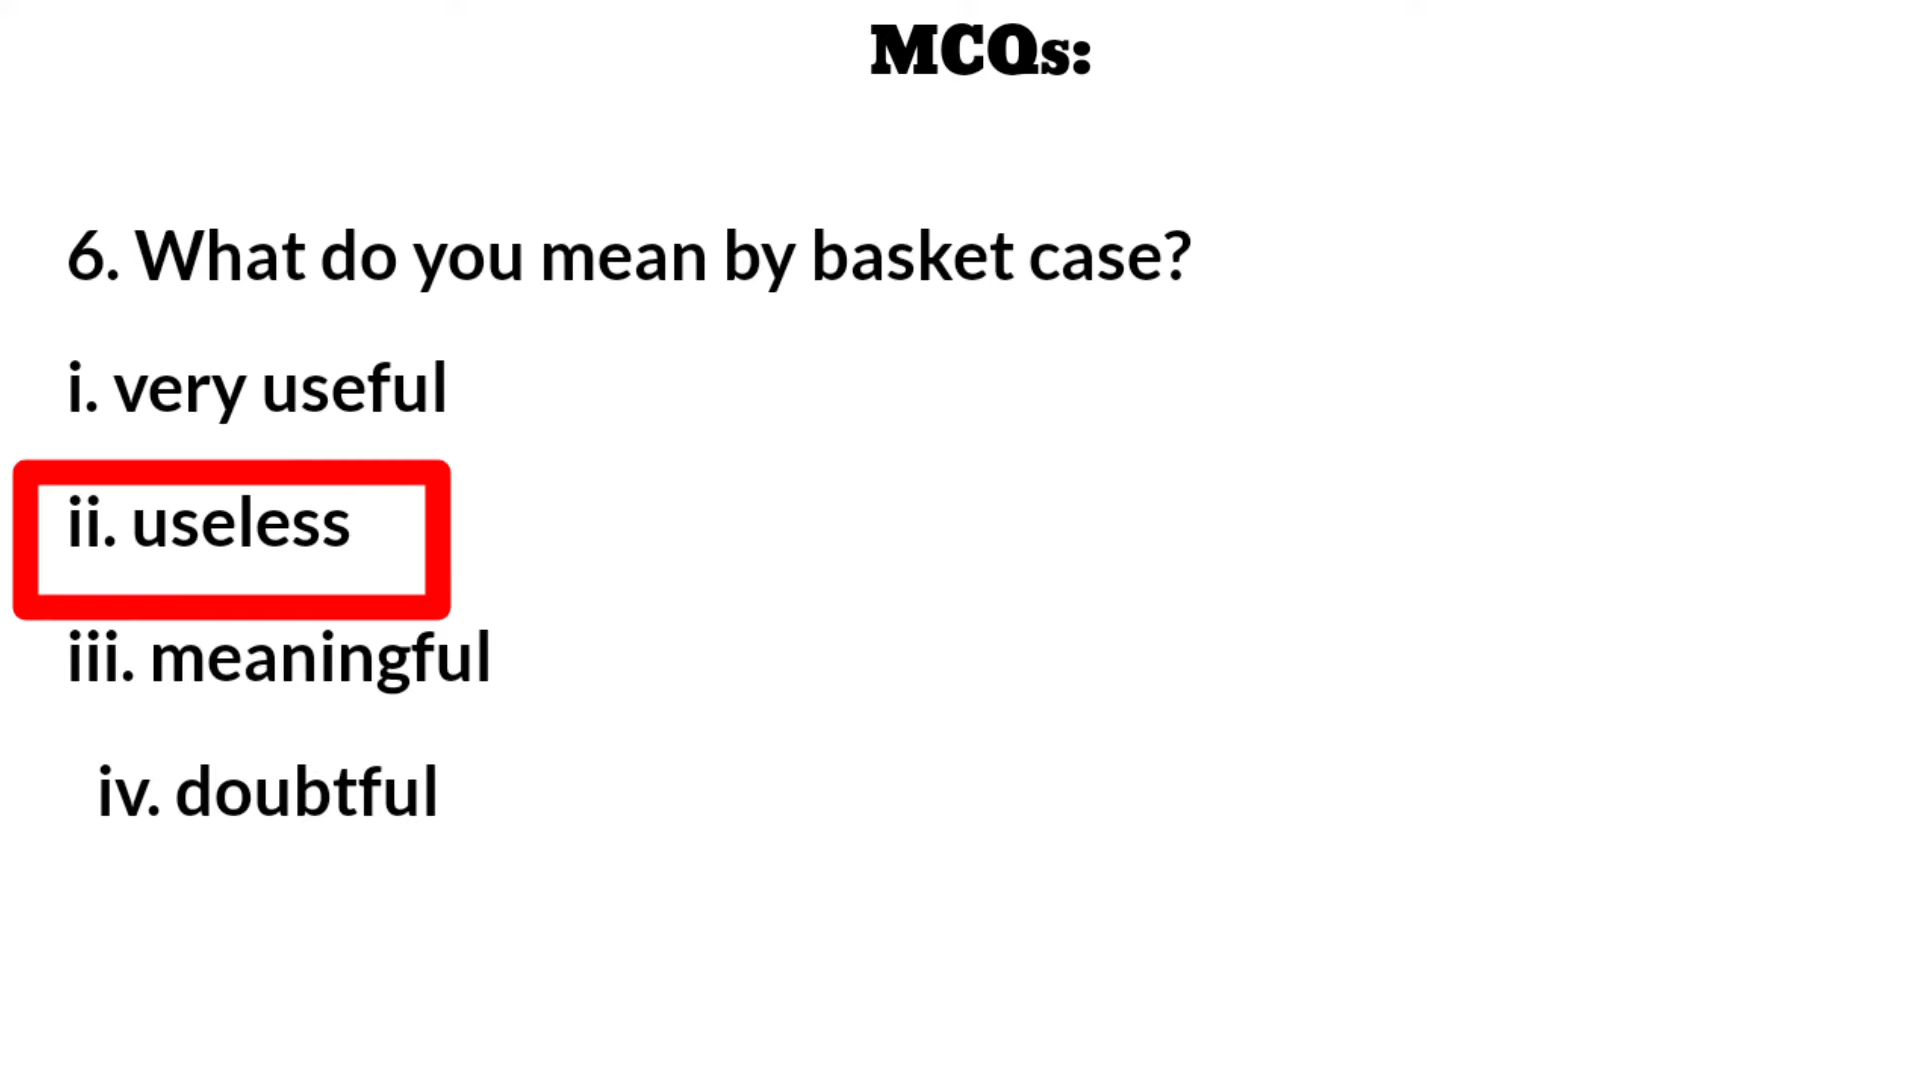 MCQs:
6. What do you mean by basket case?
i. very useful
ii. useless
iii. meaningful
iv. doubtful